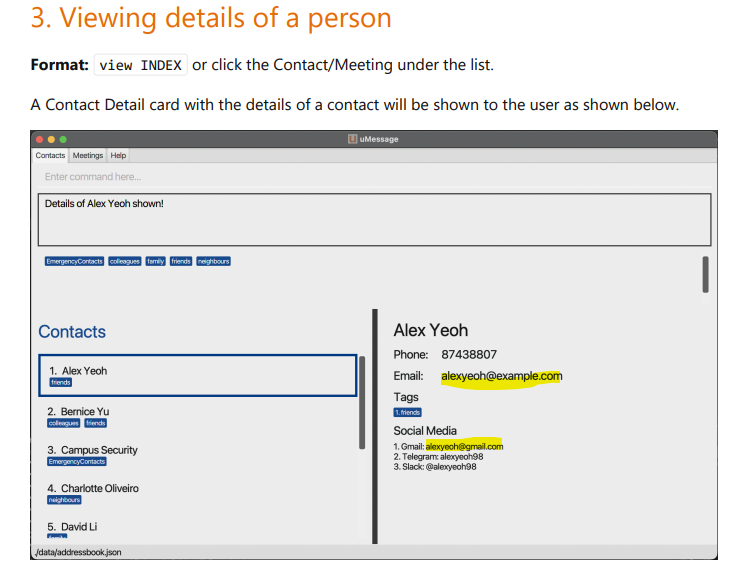 3. Viewing details of a person
Format: view INDEX or click the Contact/Meeting under the list.
A Contact Detail card with the details of a contact will be shown to the user as shown below.
uMessage
Contacts Meetings Help
Enter command here...
Details of Alex Yeoh shown!
EmergencyContacts colleagues family friends neighbours
Contacts
1. Alex Yeoh
friends
2. Bernice Yu
colleagues friends
3. Campus Security
EmergencyContacts
4. Charlotte Oliveiro
neighbours
5. David Li
Alex Yeoh
Phone: 87438807
Email: alexyeoh@example.com
Tags
1. friends
Social Media
1. Gmail: alexyeoh@gmail.com
2. Telegram: alexyeoh98
3. Slack: @alexyeoh98
./data/addressbook.json